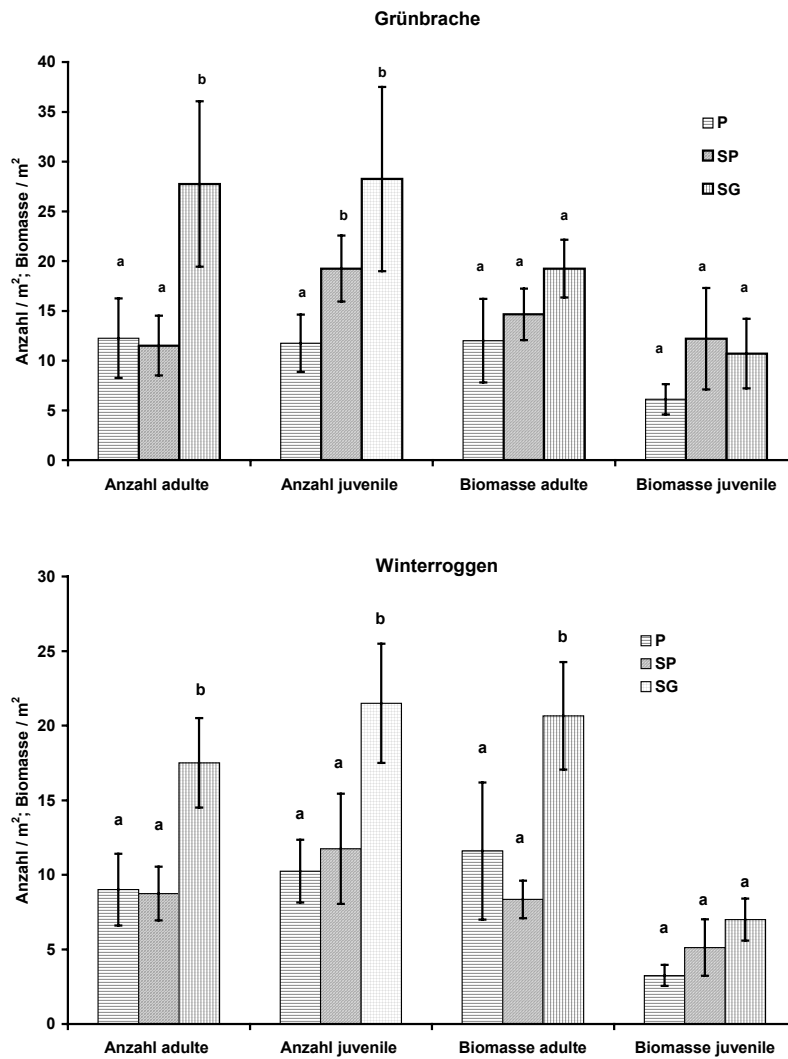 Grünbrache
Anzahl / m²; Biomasse / m²
40
35
30
25
20
15
10
5
0
a
a
b
a
b
b
a
a
a
a
a
a
P
SP
SG
Anzahl adulte
Anzahl juvenile
Biomasse adulte
Biomasse juvenile
Winterroggen
Anzahl / m²; Biomasse / m²
30
25
20
15
10
5
0
a
a
b
a
a
b
a
a
b
a
a
a
P
SP
SG
Anzahl adulte
Anzahl juvenile
Biomasse adulte
Biomasse juvenile